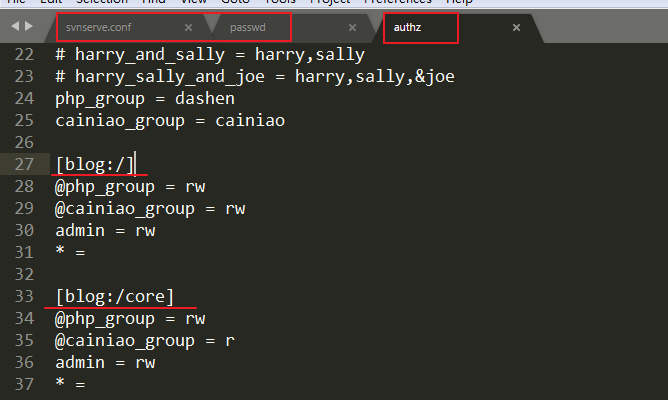 File Edit Selection Find View Goto Tools Project Preferences Help
svnserve.conf × passwd × authz ×
22 # harry_and_sally = harry,sally
23 # harry_sally_and_joe = harry,sally,&joe
24 php_group = dashen
25 cainiao_group = cainiao
26
27 [blog:/]
28 @php_group = rw
29 @cainiao_group = rw
30 admin = rw
31 * =
32
33 [blog:/core]
34 @php_group = rw
35 @cainiao_group = r
36 admin = rw
37 * =